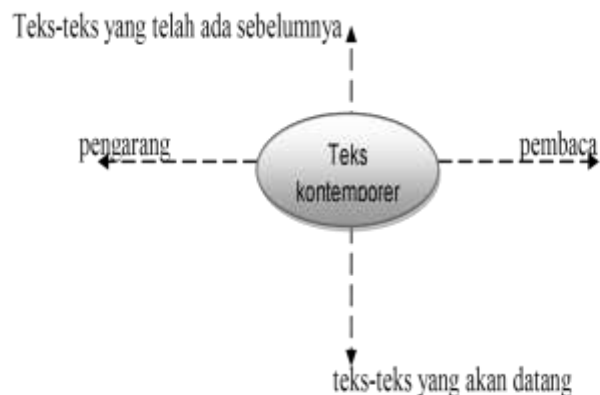 Teks-teks yang telah ada sebelumnya
pengarang
Teks
kontemporer
pembaca
teks-teks yang akan datang